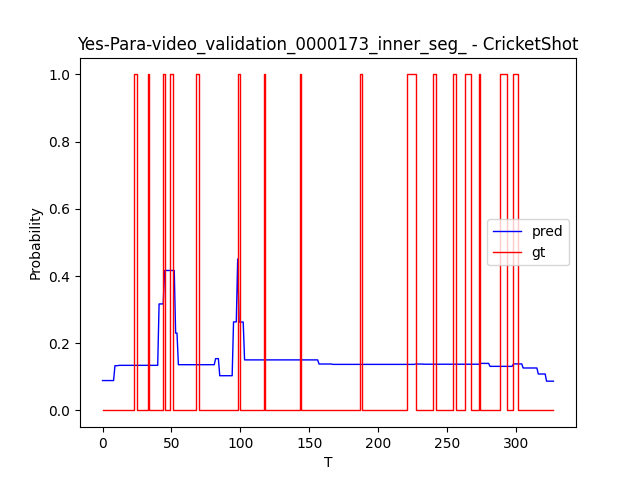 Yes-Para-video_validation_0000173_inner_seg_ - CricketShot
1.0
0.8
0.6
0.4
0.2
0.0
Probability
pred
gt
0 50 100 150 200 250 300
T